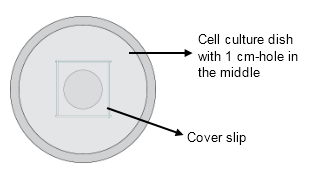 Cell culture dish
with 1 cm-hole in
the middle
Cover slip